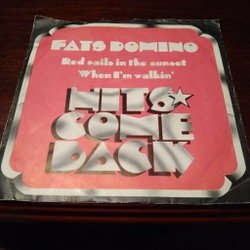 FATS DOMINO
Red sails in the sunset
When I'm walkin'
HITS★
COME
BACK